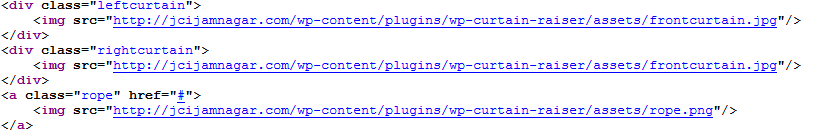 <div class="leftcurtain">
<img src="http://jcijamnagar.com/wp-content/plugins/wp-curtain-raiser/assets/frontcurtain.jpg"/>
</div>
<div class="rightcurtain">
<img src="http://jcijamnagar.com/wp-content/plugins/wp-curtain-raiser/assets/frontcurtain.jpg"/>
</div>
<a class="rope" href="#">
<img src="http://jcijamnagar.com/wp-content/plugins/wp-curtain-raiser/assets/rope.png"/>
</a>